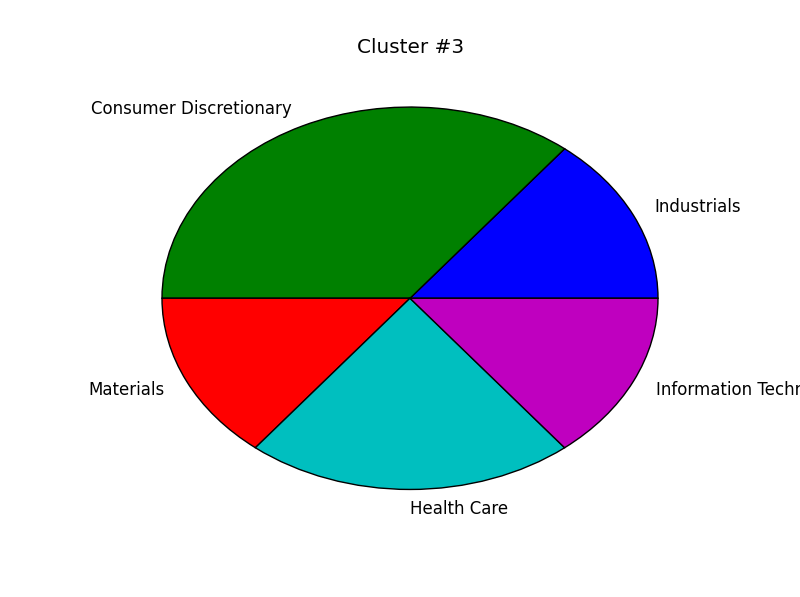 Cluster #3
Consumer Discretionary
Industrials
Materials
Information Techn
Health Care